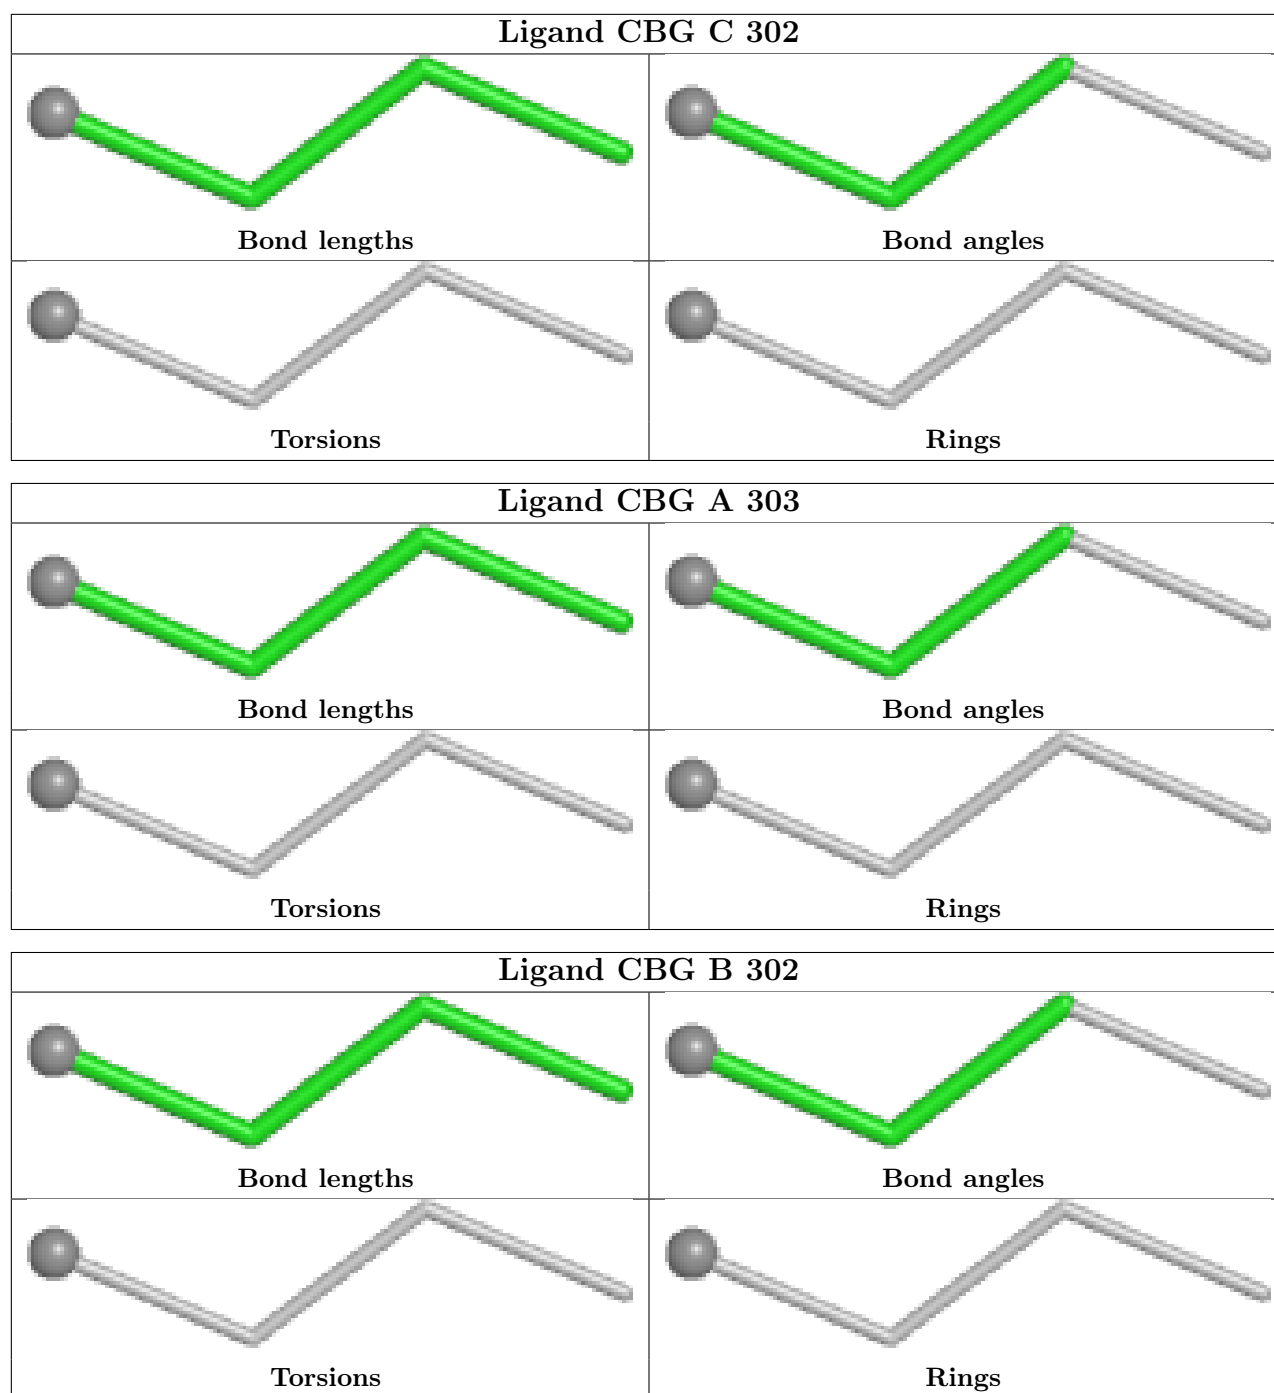 Ligand CBG C 302
Bond lengths
Bond angles
Torsions
Rings
Ligand CBG A 303
Bond lengths
Bond angles
Torsions
Rings
Ligand CBG B 302
Bond lengths
Bond angles
Torsions
Rings